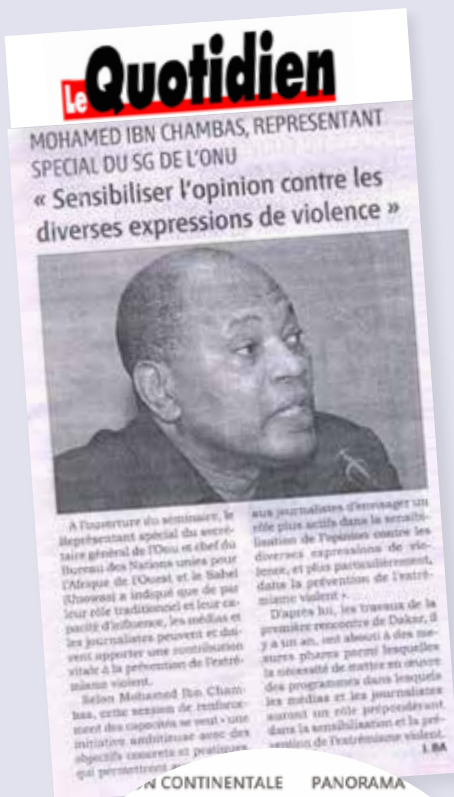 Le Quotidien
MOHAMED IBN CHAMBAS, REPRESENTANT
SPECIAL DU SG DE L'ONU
« Sensibiliser l'opinion contre les
diverses expressions de violence »
A l'ouverture du séminaire, le
Représentant spécial du secré-
taire général de l'Onu et chef du
Bureau des Nations unies pour
l'Afrique de l'Ouest et le Sahel
(Unowas) a indiqué que de par
leur rôle traditionnel et leur ca-
pacité d'influence, les médias et
les journalistes peuvent et doi-
vent apporter une contribution
vitale à la prévention de l'extré-
misme violent.
Selon Mohamed Ibn Cham-
bas, cette session de renforce-
ment des capacités se veut « une
initiative ambitieuse avec des
objectifs concrets et pratiques
qui permettront
aux journalistes d'envisager un
rôle plus actifs dans la sensibi-
lisation de l'opinion contre les
diverses expressions de vio-
lence, et plus particulièrement,
dans la prévention de l'extré-
misme violent ».
D'après lui, les travaux de la
première rencontre de Dakar, il
y a un an, ont abouti à des me-
sures phares parmi lesquelles
la nécessité de mettre en œuvre
des programmes dans lesquels
les médias et les journalistes
auront un rôle prépondérant
dans la sensibilisation et la pré-
vention de l'extrémisme violent.
I. BA
CONTINENTALE PANORAMA